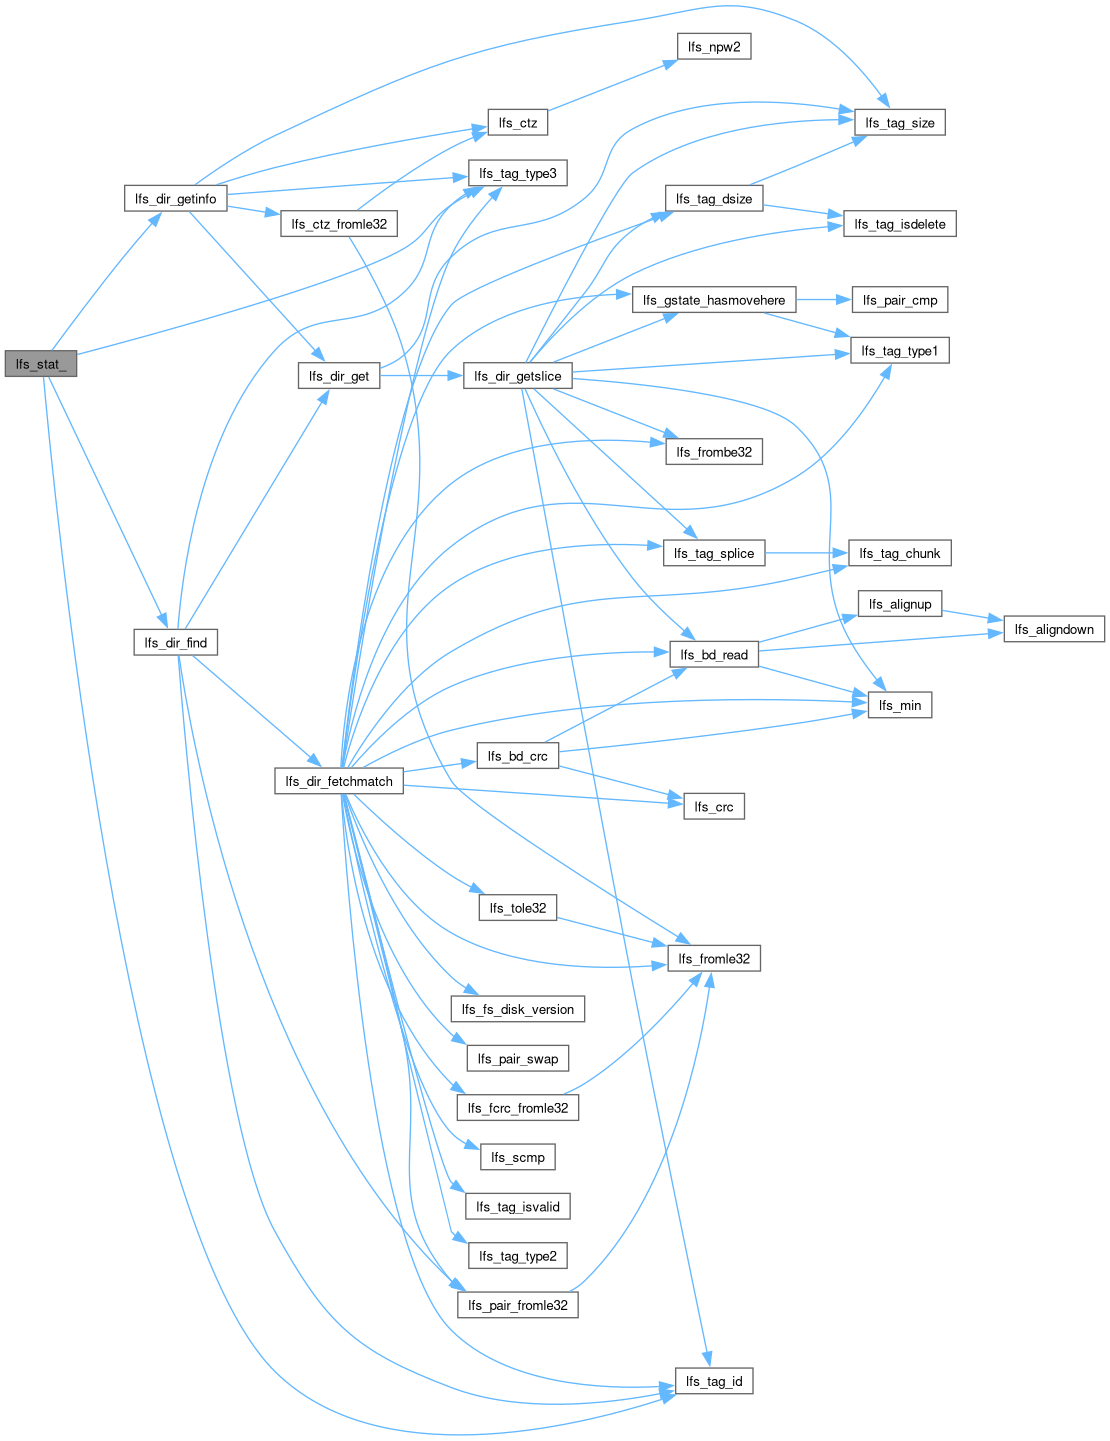 lfs_npw2
lfs_ctz
lfs_tag_size
lfs_tag_type3
lfs_dir_getinfo
lfs_tag_dsize
lfs_ctz_fromle32
lfs_tag_isdelete
lfs_gstate_hasmovehere
lfs_pair_cmp
lfs_tag_type1
lfs_stat_
lfs_dir_get
lfs_dir_getslice
lfs_frombe32
lfs_tag_splice
lfs_tag_chunk
lfs_alignup
lfs_aligndown
lfs_dir_find
lfs_bd_read
lfs_min
lfs_bd_crc
lfs_dir_fetchmatch
lfs_crc
lfs_tole32
lfs_fromle32
lfs_fs_disk_version
lfs_pair_swap
lfs_fcrc_fromle32
lfs_scmp
lfs_tag_isvalid
lfs_tag_type2
lfs_pair_fromle32
lfs_tag_id